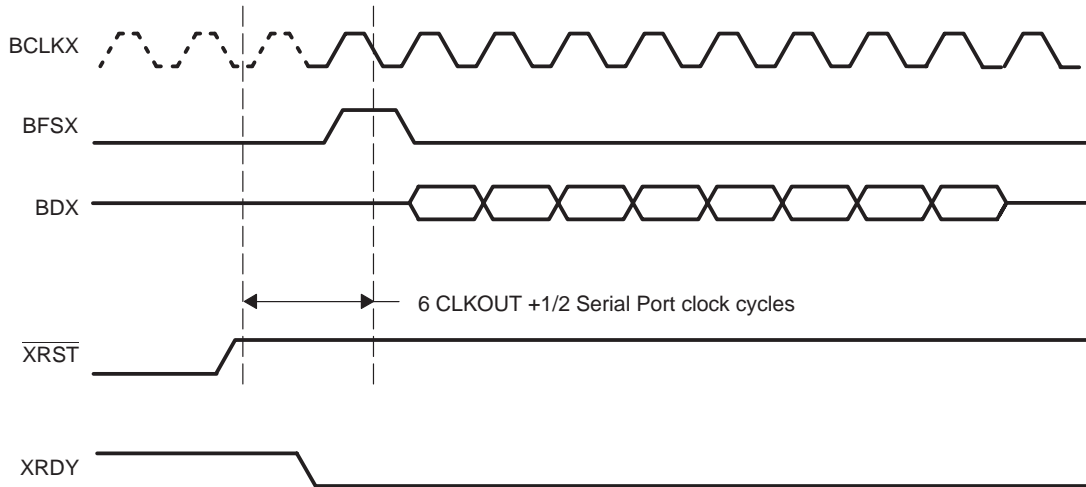 BCLKX
BFSX
BDX
6 CLKOUT +1/2 Serial Port clock cycles
XRST
XRDY